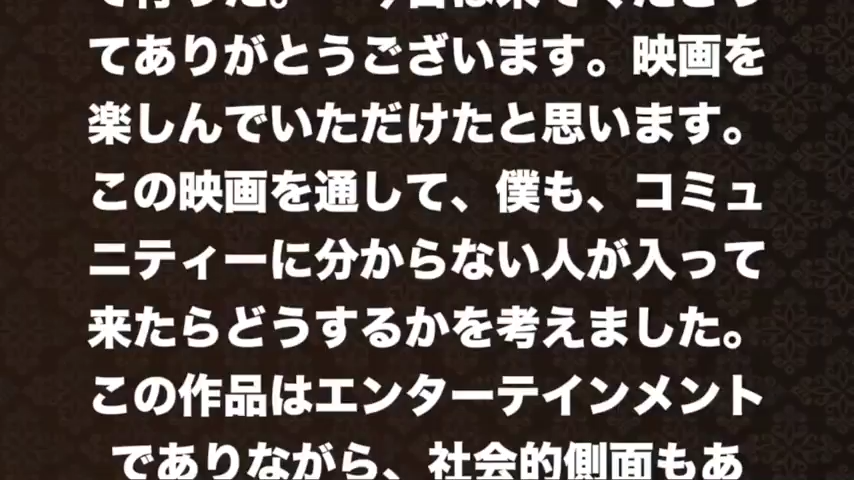 てありがとうございます。映画を
楽しんでいただけたと思います。
この映画を通して、僕も、コミュ
ニティーに分からない人が入って
来たらどうするかを考えました。
この作品はエンターテインメント
でありながら、社会的側面もあ